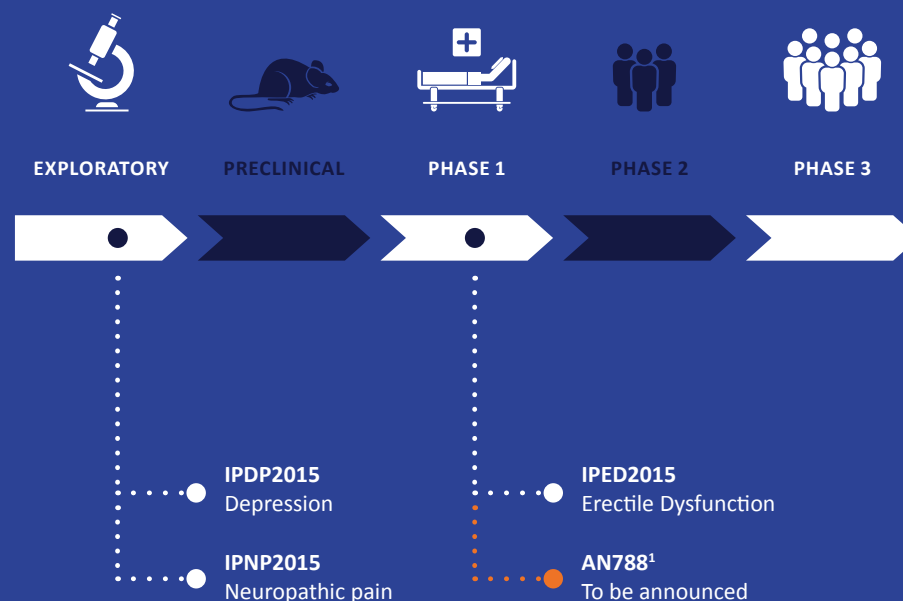 EXPLORATORY
PRECLINICAL
PHASE 1
PHASE 2
PHASE 3
IPDP2015
Depression
IPNP2015
Neuropathic pain
IPED2015
Erectile Dysfunction
AN788¹
To be announced